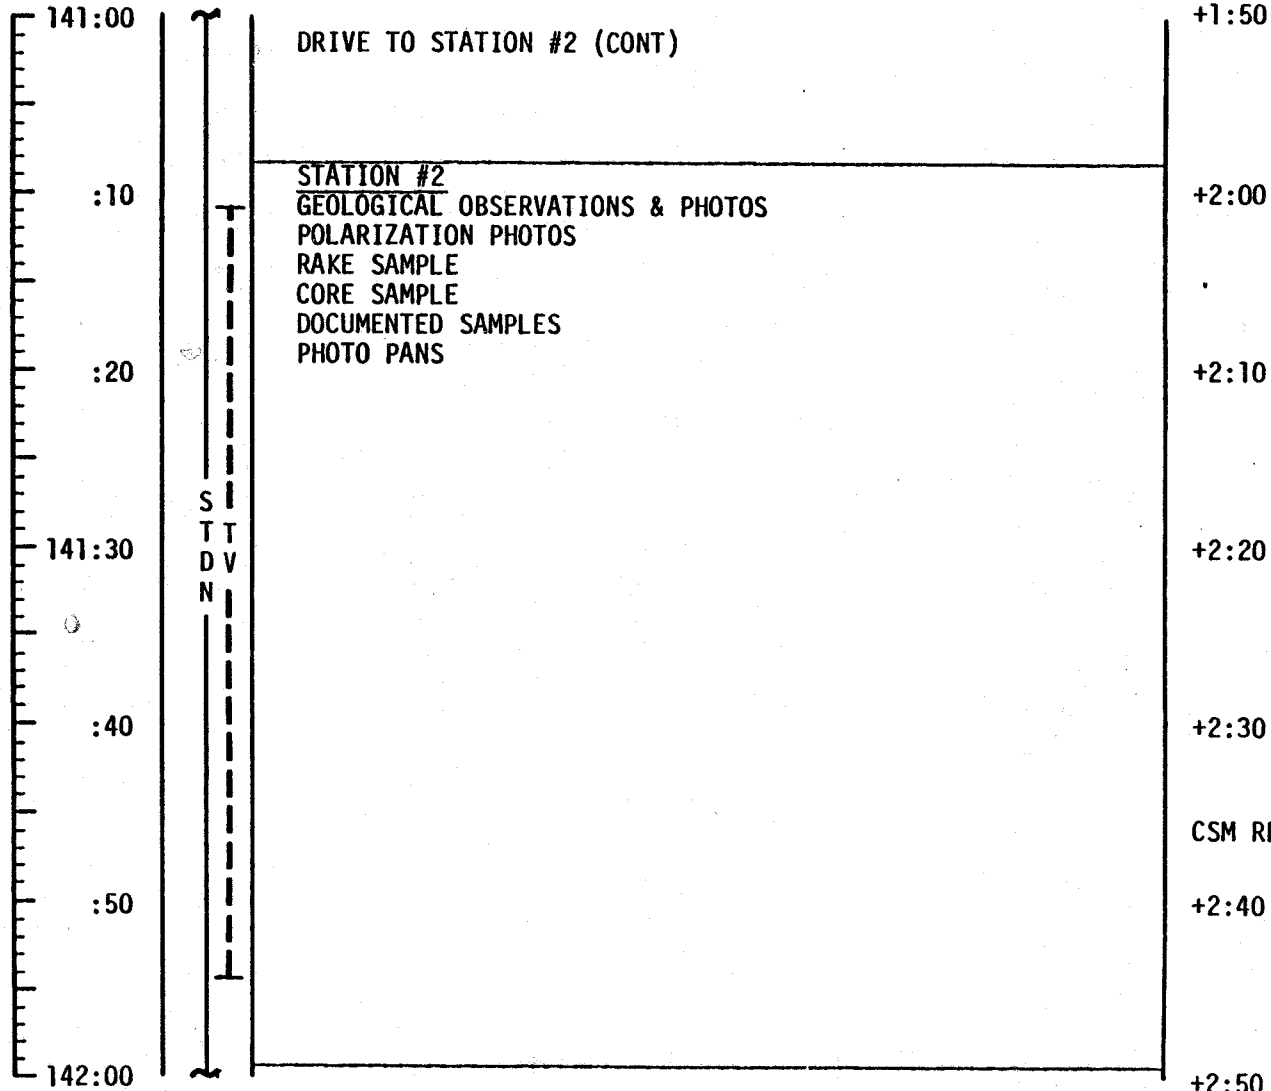 141:00 +1:50
DRIVE TO STATION #2 (CONT)
STATION #2
:10 +2:00
GEOLOGICAL OBSERVATIONS & PHOTOS
POLARIZATION PHOTOS
RAKE SAMPLE
CORE SAMPLE
DOCUMENTED SAMPLES
PHOTO PANS
:20 +2:10
STDN
TV
141:30 +2:20
:40 +2:30
CSM
:50 +2:40
142:00 +2:50